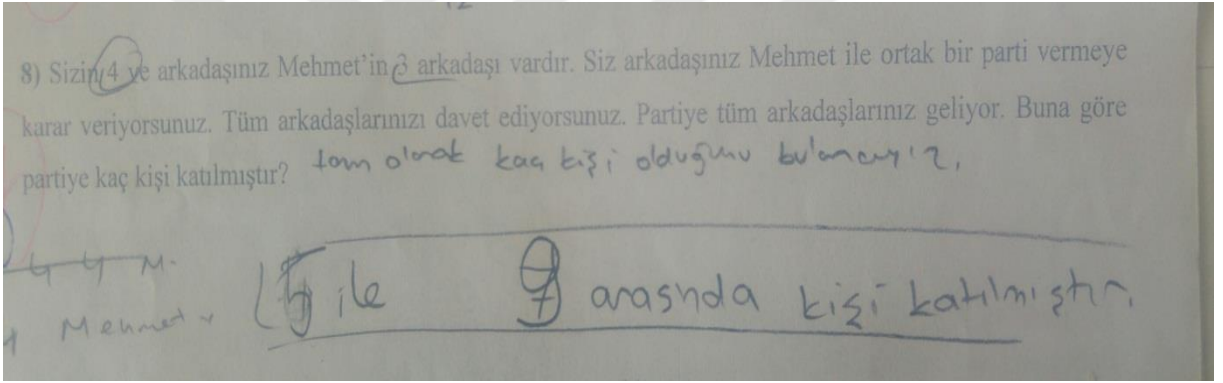 8) Sizin 4 ve arkadaşınız Mehmet'in 3 arkadaşı vardır. Siz arkadaşınız Mehmet ile ortak bir parti vermeye
karar veriyorsunuz. Tüm arkadaşlarınızı davet ediyorsunuz. Partiye tüm arkadaşlarınız geliyor. Buna göre
partiye kaç kişi katılmıştır? tam olarak kaç kişi olduğunu bulamayız.
4 4 M.
Mehmet
5 ile 9 arasında kişi katılmıştır.